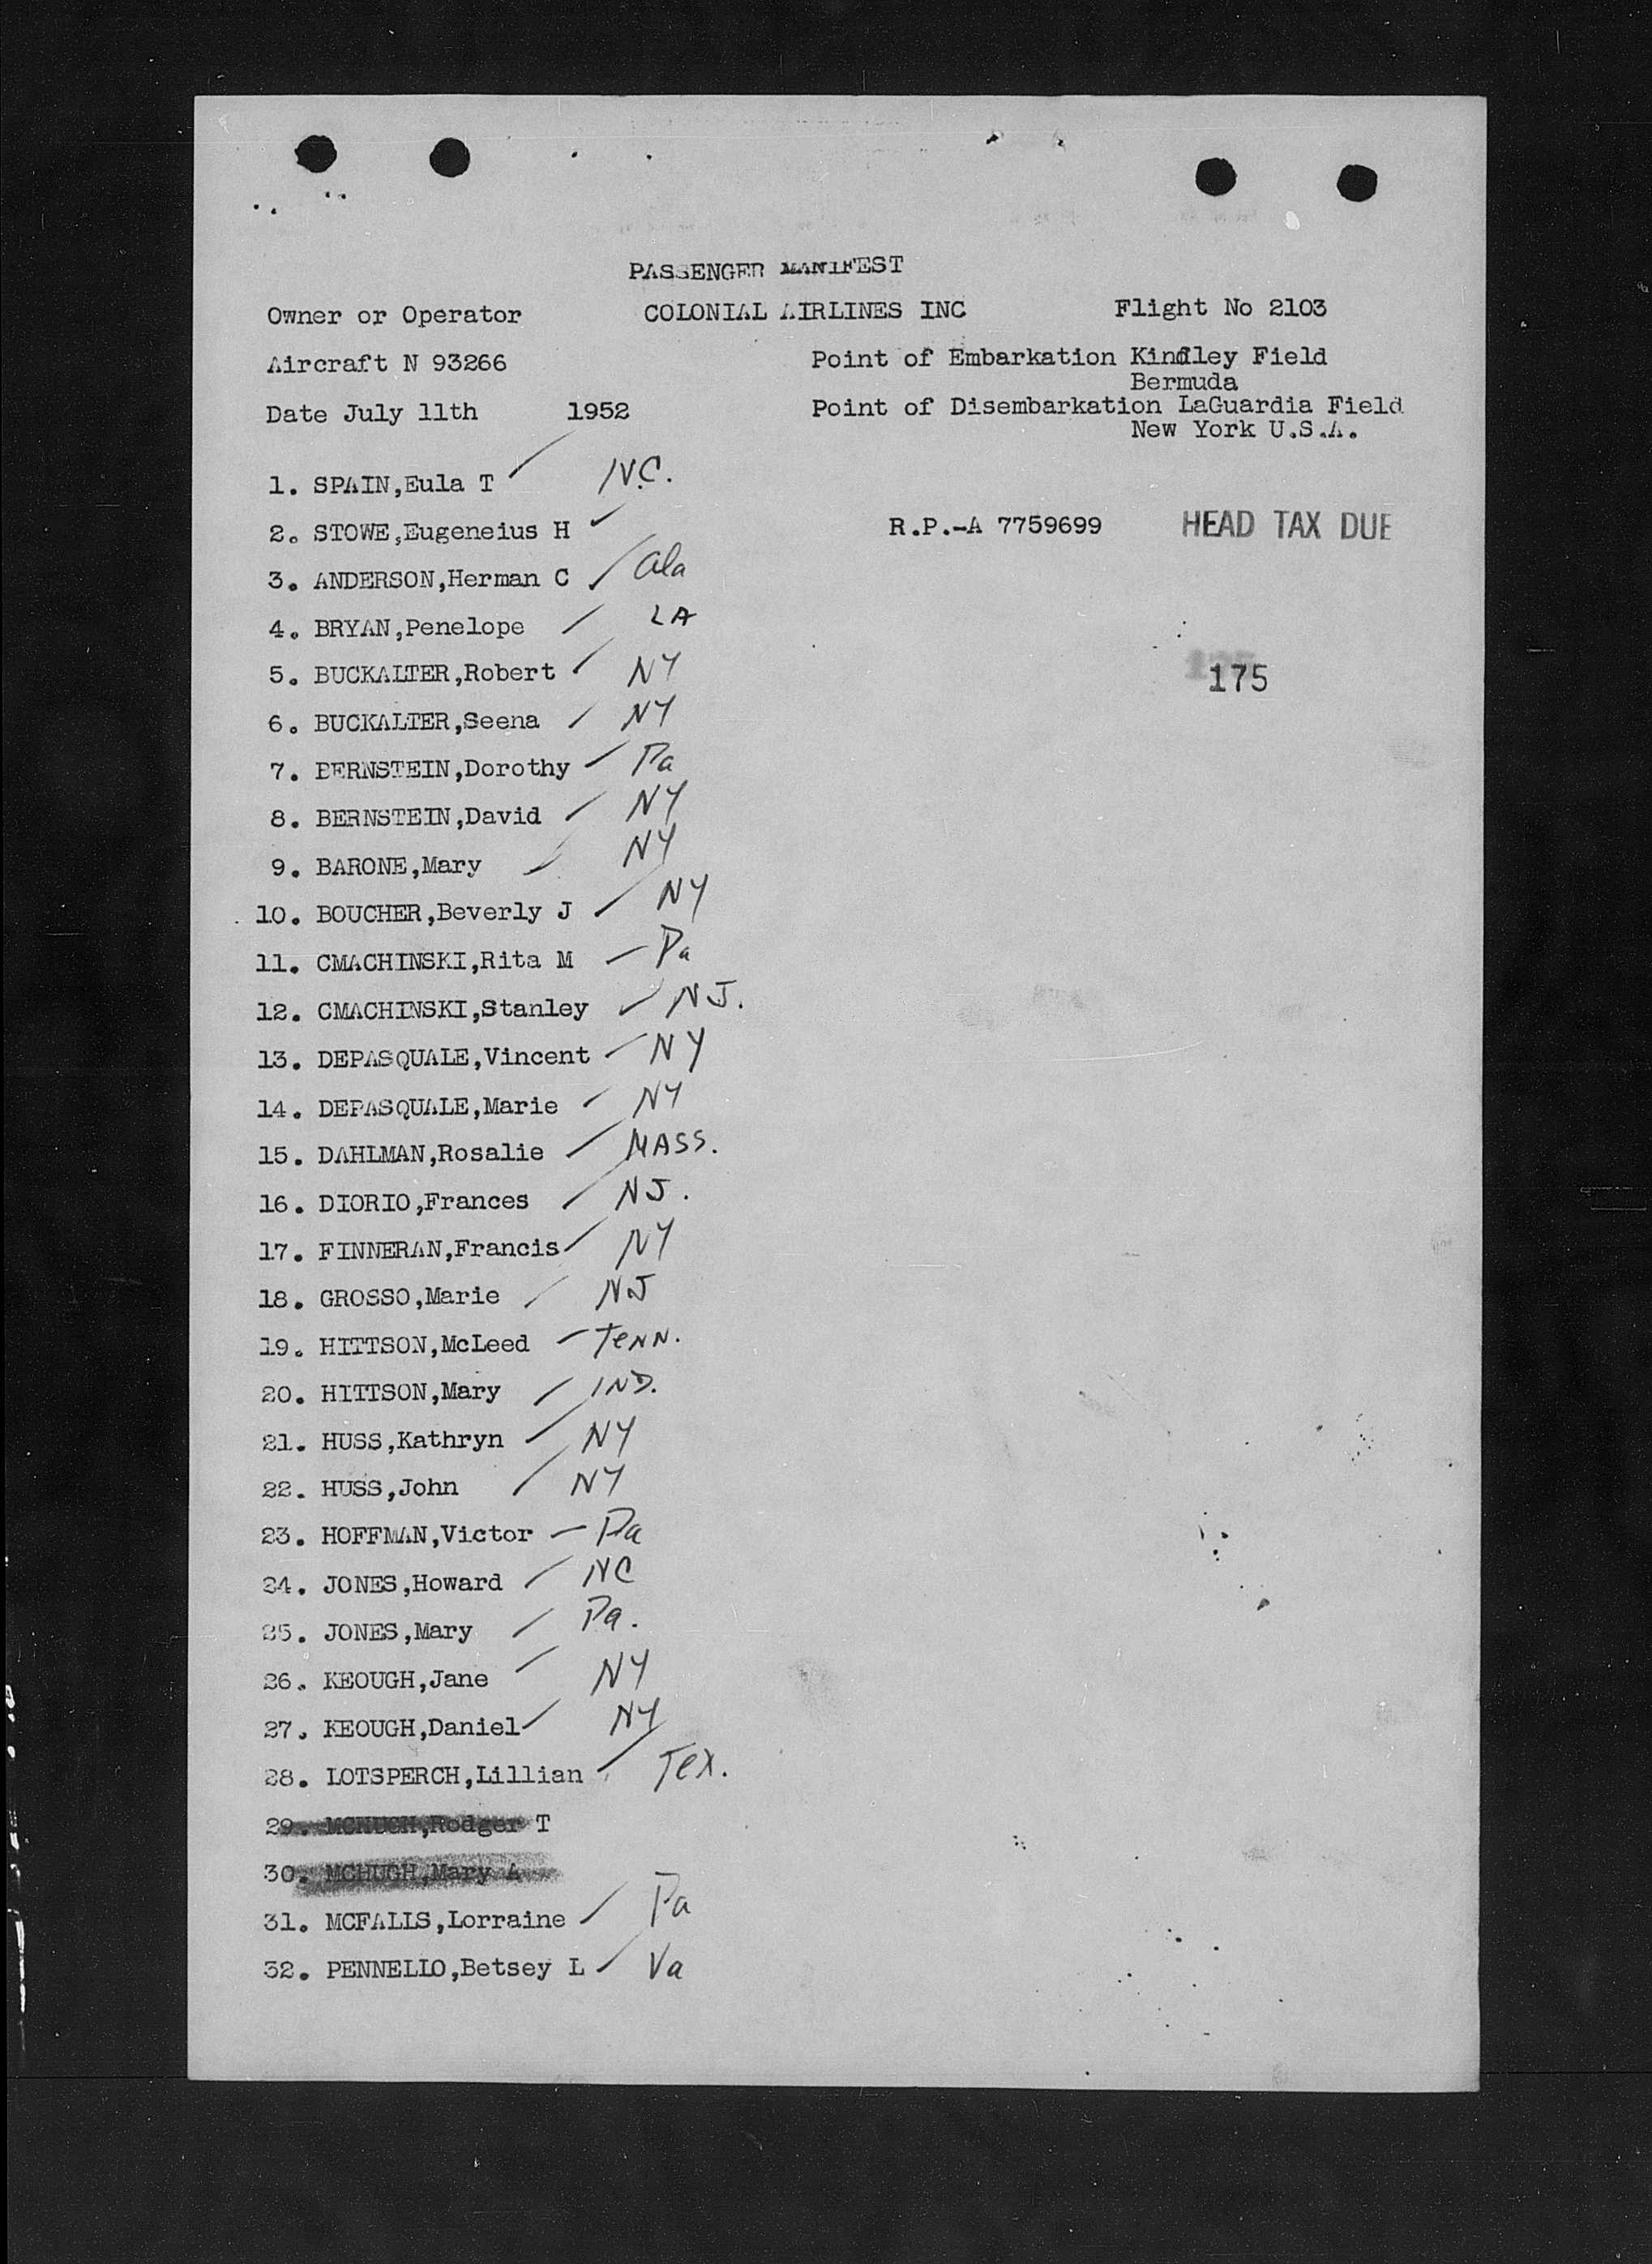 PASSENGER MANIFEST
Owner or Operator COLONIAL AIRLINES INC Flight No 2103
Aircraft N 93266 Point of Embarkation Kindley Field
Bermuda
Date July 11th 1952 Point of Disembarkation LaGuardia Field
New York U.S.A.
1. SPAIN,Eula T N.C.
2. STOWE,Eugeneius H R.P.-A 7759699 HEAD TAX DUE
3. ANDERSON,Herman C Ala
4. BRYAN,Penelope LA
5. BUCKALTER,Robert NY
175
6. BUCKALTER,Seena NY
7. BERNSTEIN,Dorothy Pa
8. BERNSTEIN,David NY
9. BARONE,Mary NY
10. BOUCHER,Beverly J NY
11. CMACHINSKI,Rita M Pa
12. CMACHINSKI,Stanley NJ.
13. DEPASQUALE,Vincent NY
14. DEPASQUALE,Marie NY
15. DAHLMAN,Rosalie MASS.
16. DIORIO,Frances NJ.
17. FINNERAN,Francis NY
18. GROSSO,Marie NJ
19. HITTSON,McLeed TeNN.
20. HITTSON,Mary IND.
21. HUSS,Kathryn NY
22. HUSS,John NY
23. HOFFMAN,Victor Pa
24. JONES,Howard NC
25. JONES,Mary Pa.
26. KEOUGH,Jane NY
27. KEOUGH,Daniel NY
28. LOTSPERCH,Lillian Tex.
29. MCHUGH,Rodger T
30. MCHUGH,Mary A
31. MCFALLS,Lorraine Pa
32. PENNELLO,Betsey L Va